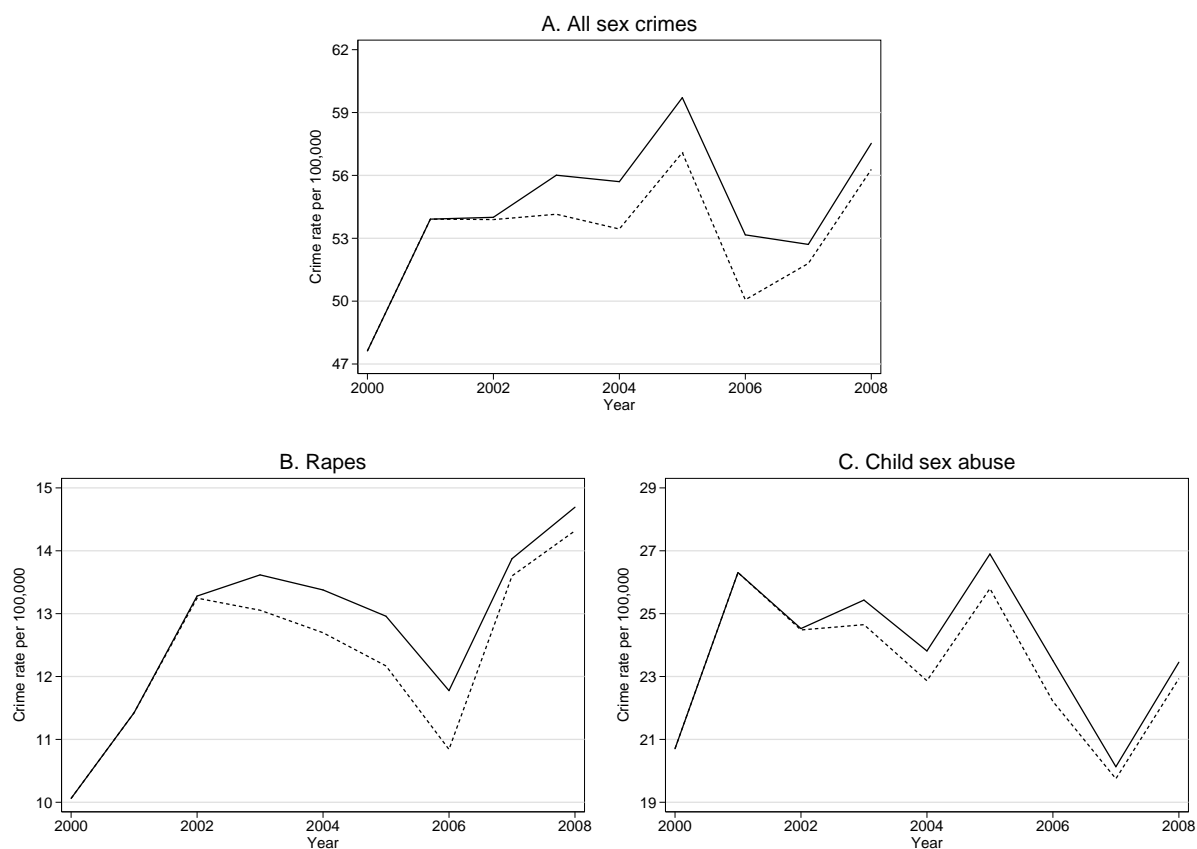 A. All sex crimes
62
59
56
53
50
47
Crime rate per 100,000
2000 2002 2004 2006 2008
Year
B. Rapes
15
14
13
12
11
10
Crime rate per 100,000
2000 2002 2004 2006 2008
Year
C. Child sex abuse
29
27
25
23
21
19
Crime rate per 100,000
2000 2002 2004 2006 2008
Year